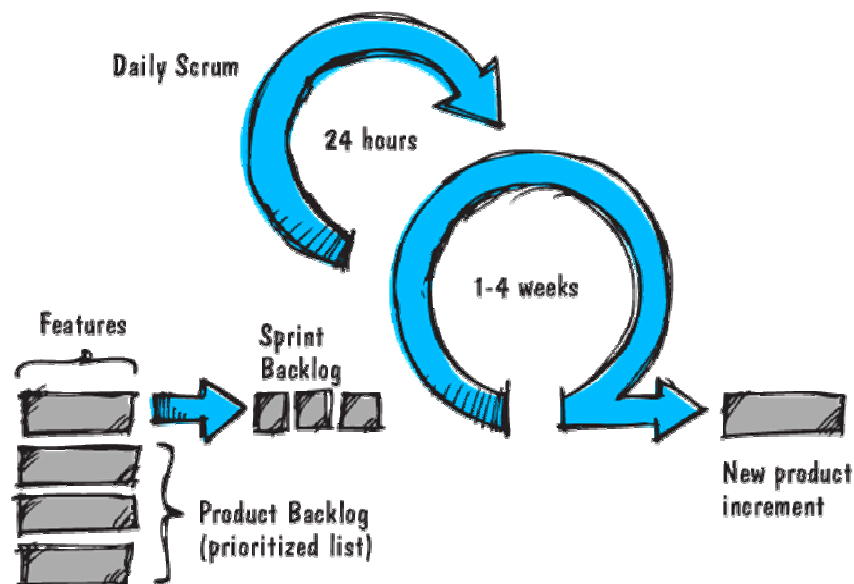 Daily Scrum
24 hours
1-4 weeks
Features
Sprint
Backlog
New product
increment
Product Backlog
(prioritized list)